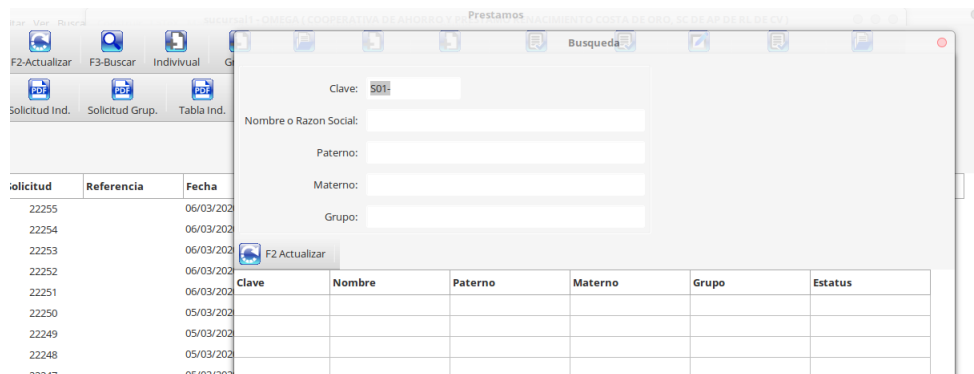 Prestamos
Busqueda
F2-Actualizar F3-Buscar Indivivual
Solicitud Ind. Solicitud Grup. Tabla Ind.
Clave: S01-
Nombre o Razon Social:
Paterno:
Materno:
Grupo:
F2 Actualizar
Solicitud Referencia Fecha
Clave Nombre Paterno Materno Grupo Estatus
22255 06/03/202
22254 06/03/202
22253 06/03/202
22252 06/03/202
22251 06/03/202
22250 05/03/202
22249 05/03/202
22248 05/03/202